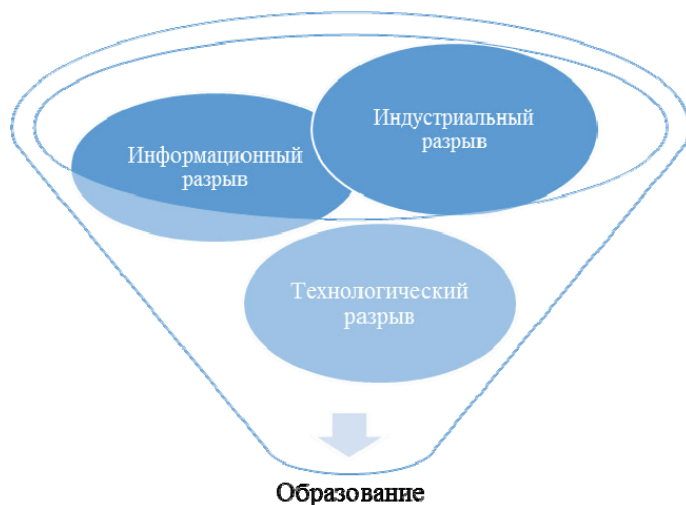 Индустриальный
разрыв
Информационный
разрыв
Технологический
разрыв
Образование